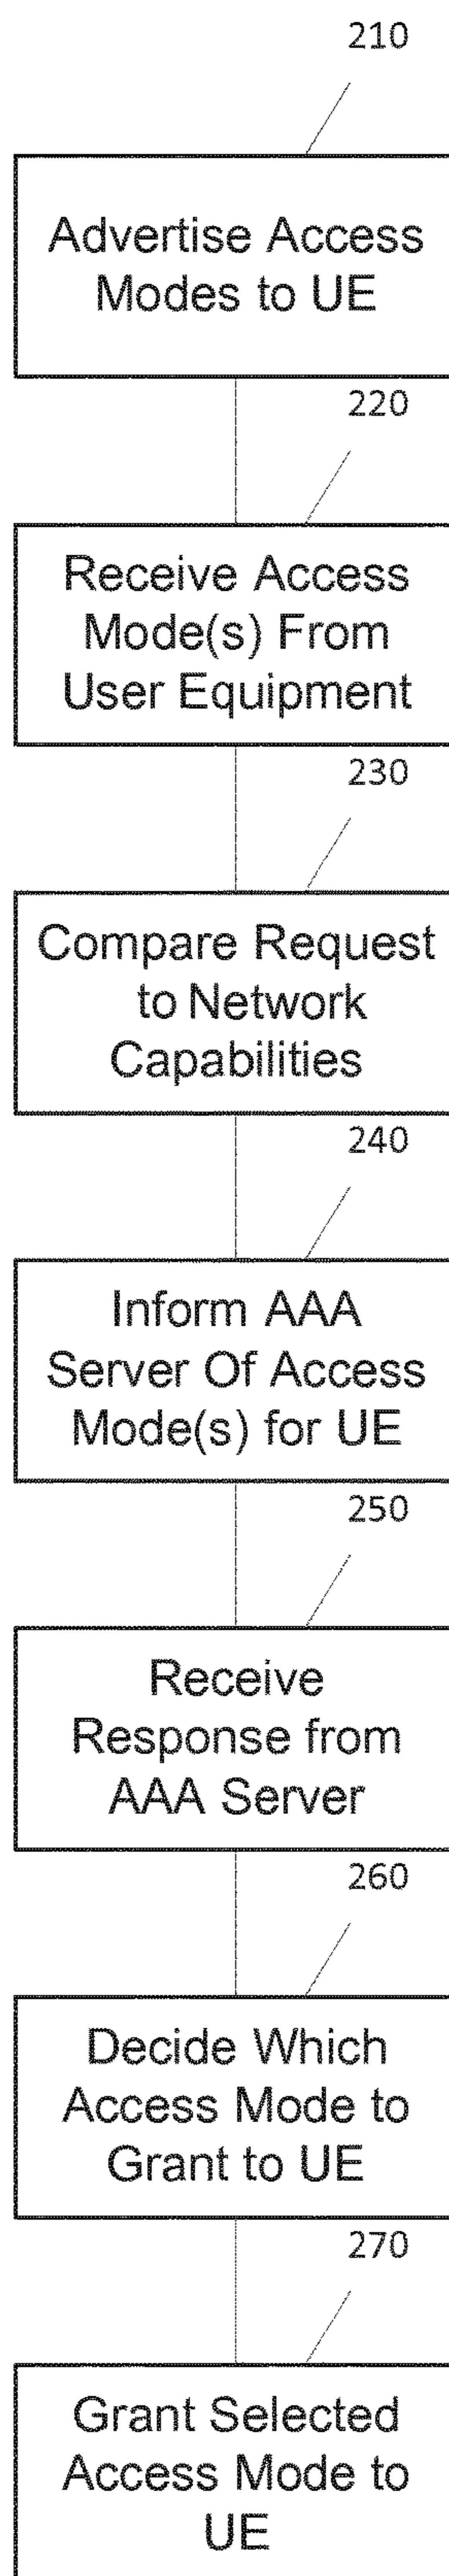 210
Advertise Access
Modes to UE
220
Receive Access
Mode(s) From
User Equipment
230
Compare Request
to Network
Capabilities
240
Inform AAA
Server Of Access
Mode(s) for UE
250
Receive
Response from
AAA Server
260
Decide Which
Access Mode to
Grant to UE
270
Grant Selected
Access Mode to
UE